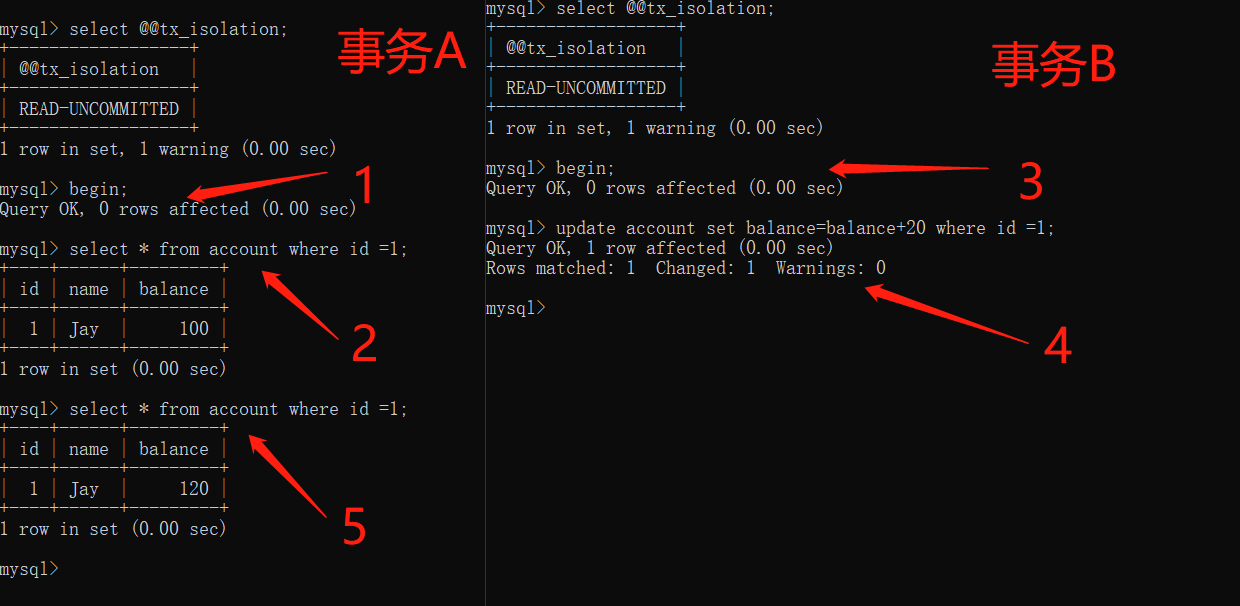 mysql> select @@tx_isolation;
+------------------+
| @@tx_isolation   |
+------------------+
| READ-UNCOMMITTED |
+------------------+
1 row in set, 1 warning (0.00 sec)
事务A
mysql> begin;
Query OK, 0 rows affected (0.00 sec)
1
mysql> select * from account where id =1;
+----+------+---------+
| id | name | balance |
+----+------+---------+
|  1 | Jay  |     100 |
+----+------+---------+
1 row in set (0.00 sec)
2
mysql> select * from account where id =1;
+----+------+---------+
| id | name | balance |
+----+------+---------+
|  1 | Jay  |     120 |
+----+------+---------+
1 row in set (0.00 sec)
5
mysql>
mysql> select @@tx_isolation;
+------------------+
| @@tx_isolation   |
+------------------+
| READ-UNCOMMITTED |
+------------------+
1 row in set, 1 warning (0.00 sec)
事务B
mysql> begin;
Query OK, 0 rows affected (0.00 sec)
3
mysql> update account set balance=balance+20 where id =1;
Query OK, 1 row affected (0.00 sec)
Rows matched: 1  Changed: 1  Warnings: 0
4
mysql>